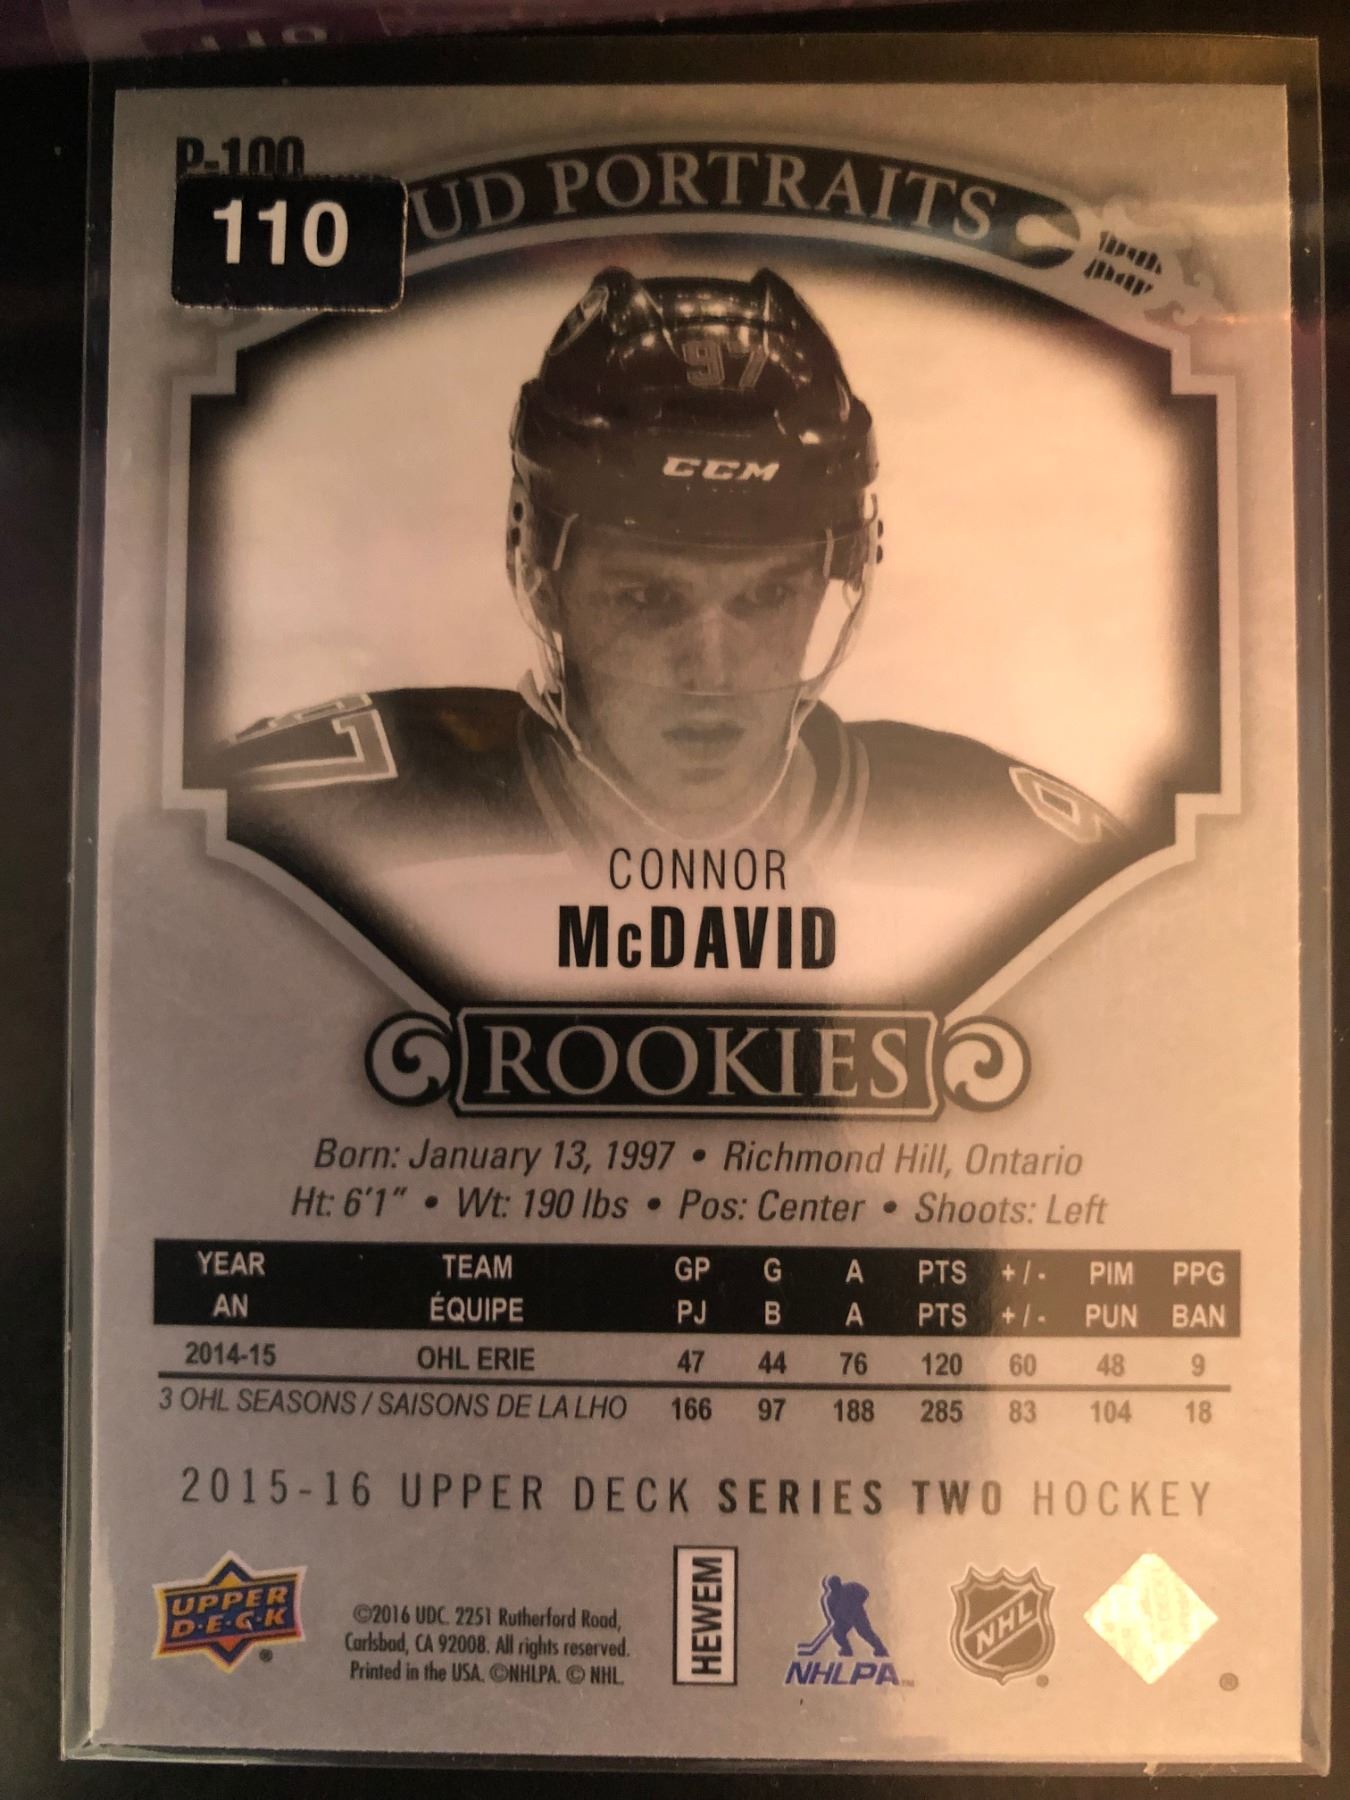 P-100
110
UD PORTRAITS
97
CCM
CONNOR
McDAVID
ROOKIES
Born: January 13, 1997 • Richmond Hill, Ontario
Ht: 6'1" • Wt: 190 lbs • Pos: Center • Shoots: Left
YEAR TEAM GP G A PTS +/- PIM PPG
AN ÉQUIPE PJ B A PTS +/- PUN BAN
2014-15 OHL ERIE 47 44 76 120 60 48 9
3 OHL SEASONS / SAISONS DE LA LHO 166 97 188 285 83 104 18
2015-16 UPPER DECK SERIES TWO HOCKEY
UPPER
D·E·C·K
©2016 UDC. 2251 Rutherford Road,
Carlsbad, CA 92008. All rights reserved.
Printed in the USA. ©NHLPA. © NHL.
HEWEM
NHLPA
NHL